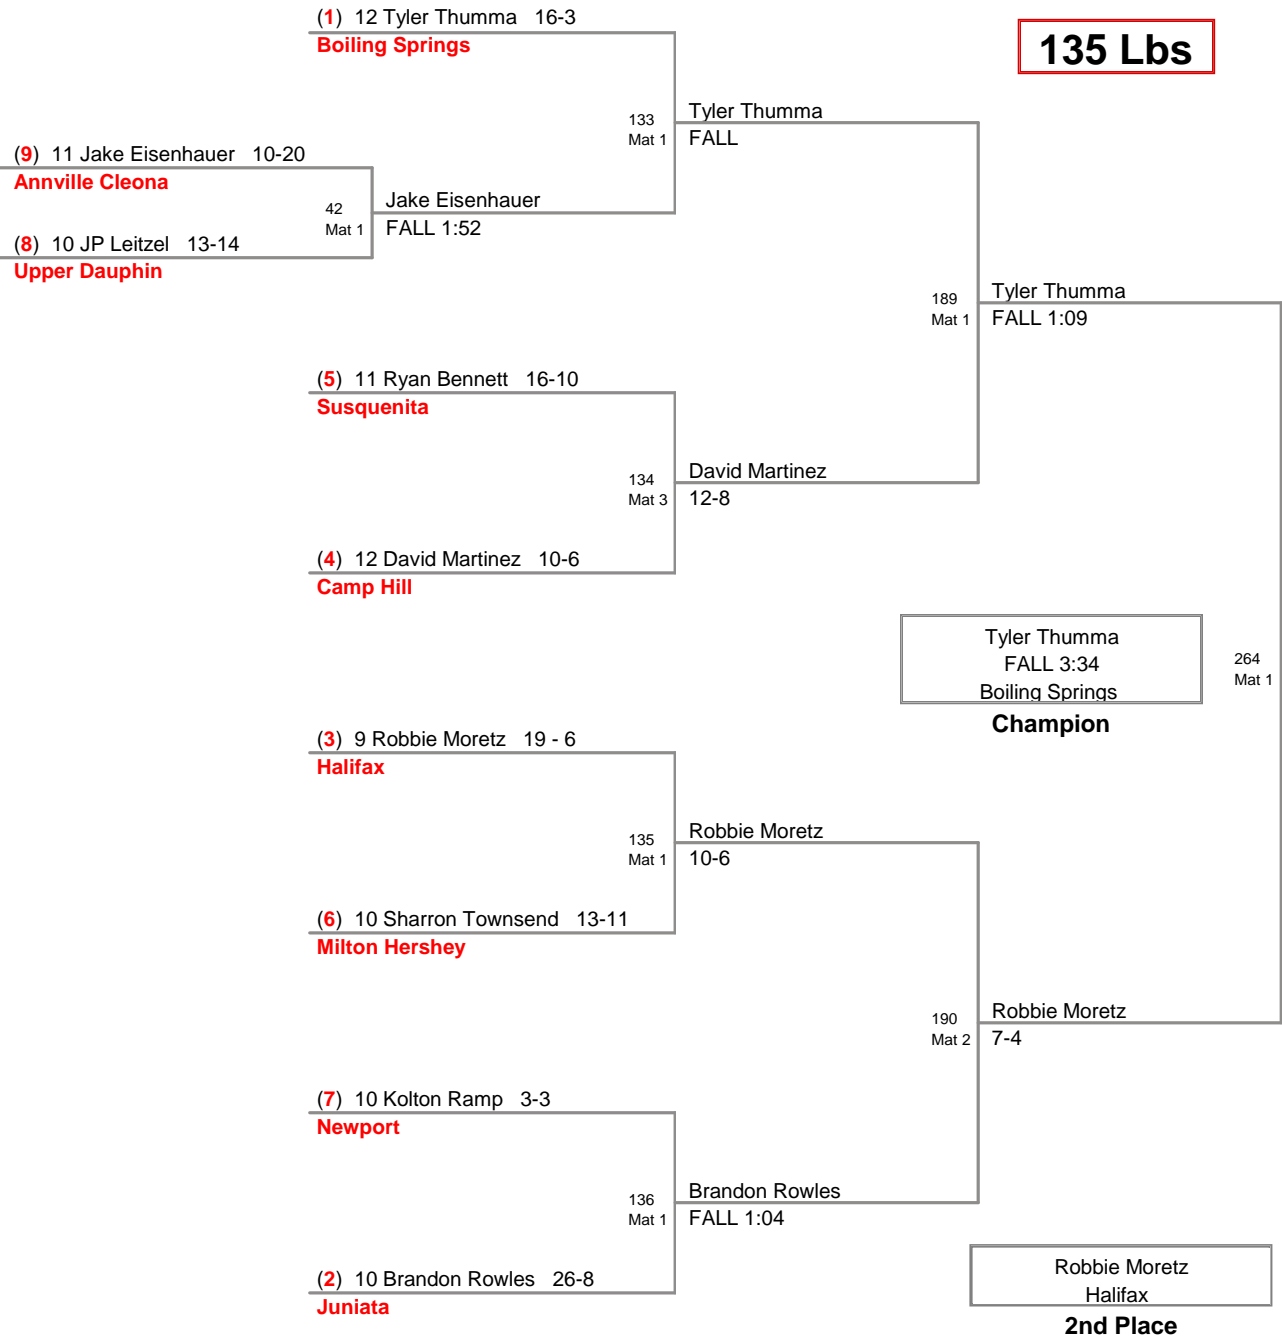 (1) 12 Tyler Thumma 16-3
Boiling Springs
135 Lbs
133
Mat 1
Tyler Thumma
FALL
(9) 11 Jake Eisenhauer 10-20
Annville Cleona
42
Mat 1
Jake Eisenhauer
FALL 1:52
(8) 10 JP Leitzel 13-14
Upper Dauphin
189
Mat 1
Tyler Thumma
FALL 1:09
(5) 11 Ryan Bennett 16-10
Susquenita
134
Mat 3
David Martinez
12-8
(4) 12 David Martinez 10-6
Camp Hill
Tyler Thumma
FALL 3:34
Boiling Springs
Champion
264
Mat 1
(3) 9 Robbie Moretz 19 - 6
Halifax
135
Mat 1
Robbie Moretz
10-6
(6) 10 Sharron Townsend 13-11
Milton Hershey
190
Mat 2
Robbie Moretz
7-4
(7) 10 Kolton Ramp 3-3
Newport
136
Mat 1
Brandon Rowles
FALL 1:04
(2) 10 Brandon Rowles 26-8
Juniata
Robbie Moretz
Halifax
2nd Place